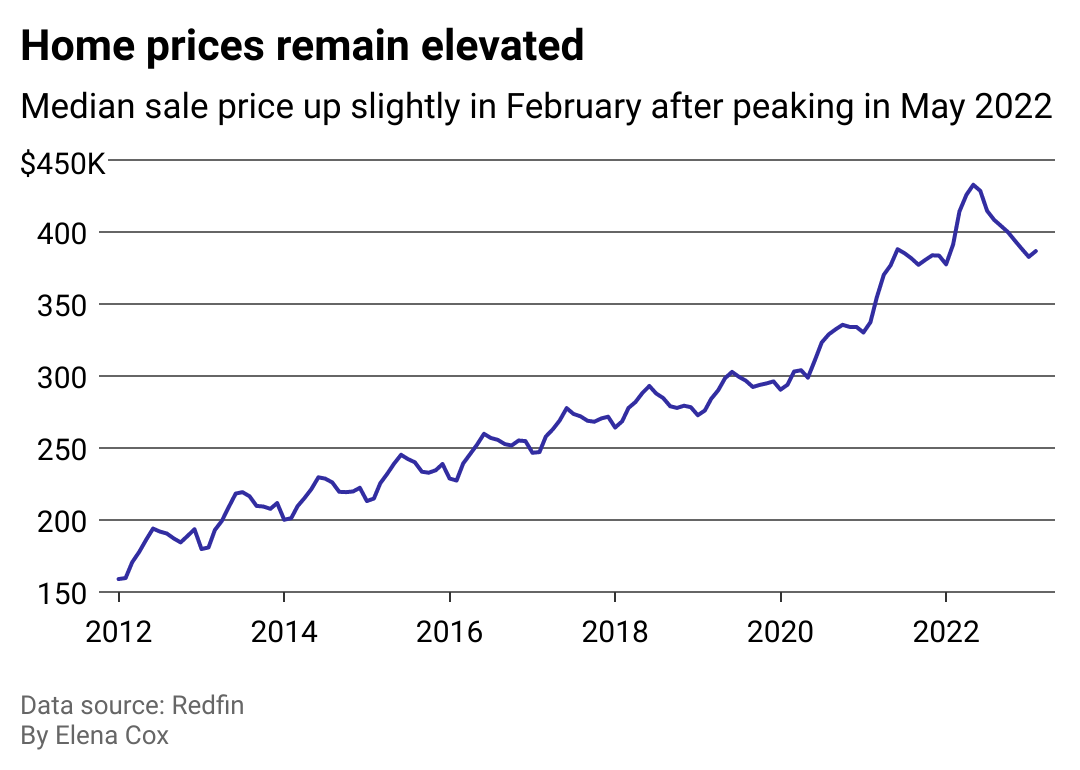 Home prices remain elevated
Median sale price up slightly in February after peaking in May 2022
$450K
400
350
300
250
200
150
2012 2014 2016 2018 2020 2022
Data source: Redfin
By Elena Cox